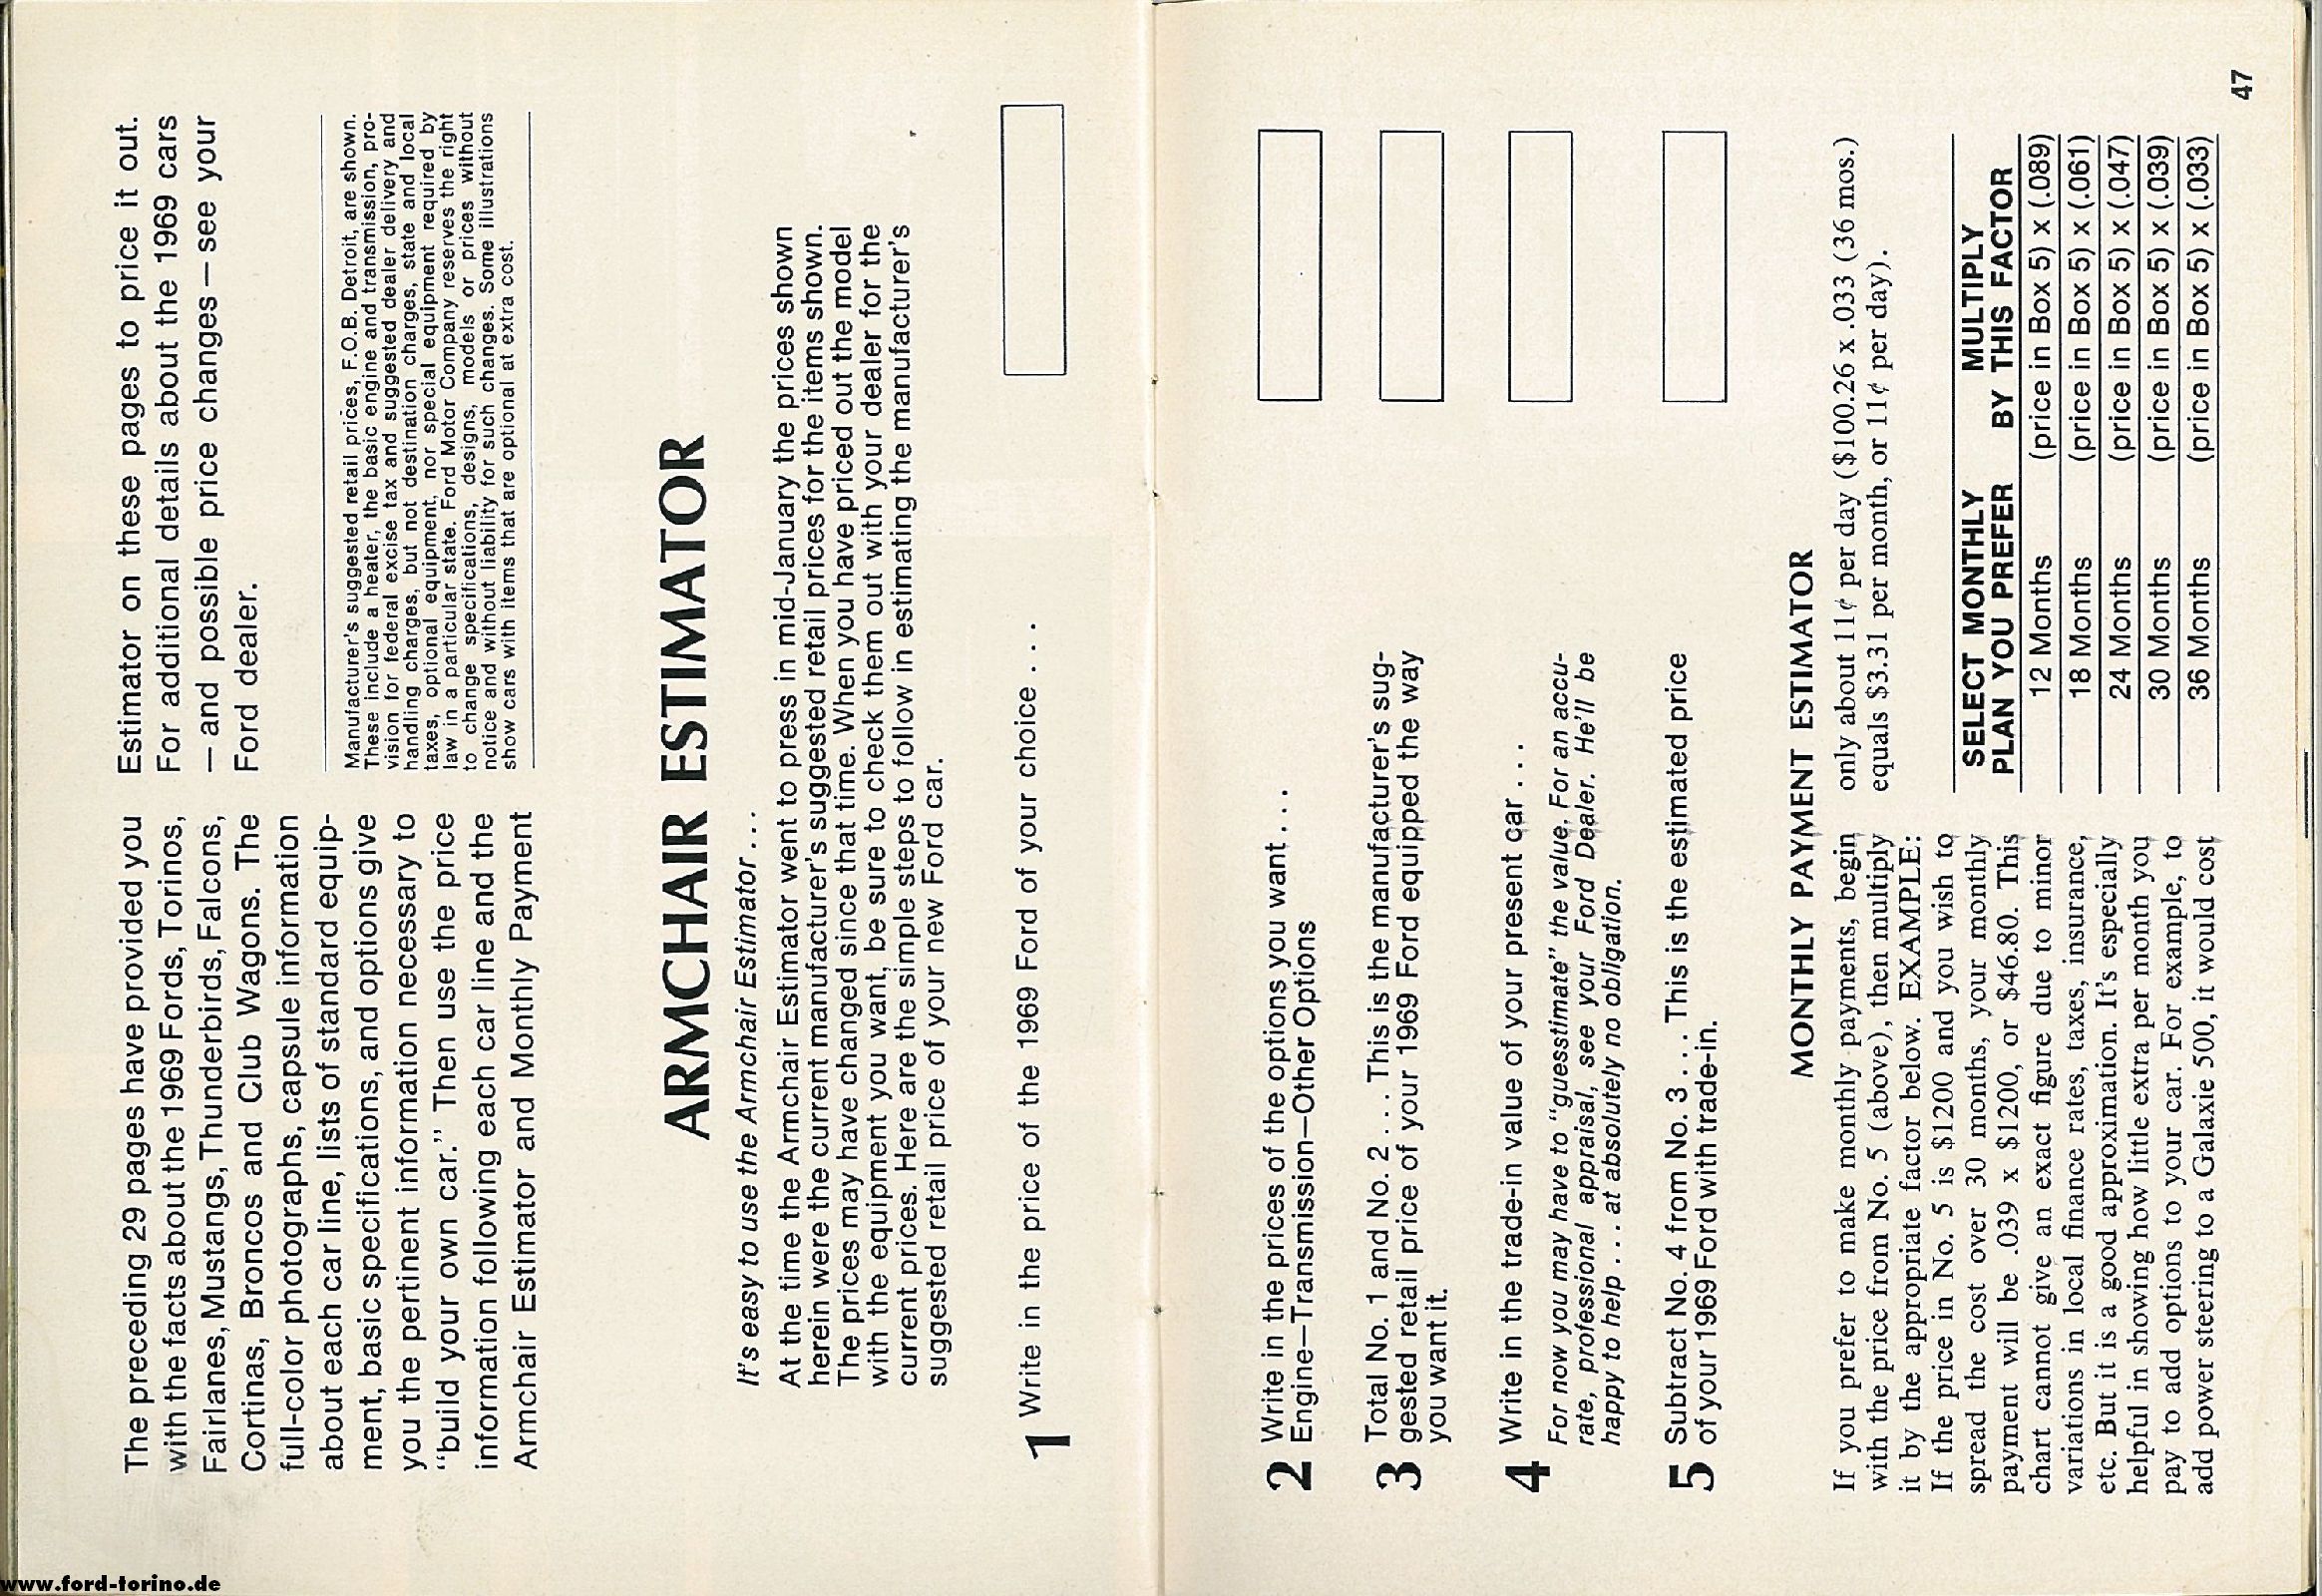 The preceding 29 pages have provided you
with the facts about the 1969 Fords, Torinos,
Fairlanes, Mustangs, Thunderbirds, Falcons,
Cortinas, Broncos and Club Wagons. The
full-color photographs, capsule information
about each car line, lists of standard equip-
ment, basic specifications, and options give
you the pertinent information necessary to
“build your own car.” Then use the price
information following each car line and the
Armchair Estimator and Monthly Payment
Estimator on these pages to price it out.
For additional details about the 1969 cars
—and possible price changes—see your
Ford dealer.
Manufacturer's suggested retail prices, F.O.B. Detroit, are shown.
These include a heater, the basic engine and transmission, pro-
vision for federal excise tax and suggested dealer delivery and
handling charges, but not destination charges, state and local
taxes, optional equipment, nor special equipment required by
law in a particular state. Ford Motor Company reserves the right
to change specifications, designs, models or prices without
notice and without liability for such changes. Some illustrations
show cars with items that are optional at extra cost.
ARMCHAIR ESTIMATOR
It's easy to use the Armchair Estimator...
At the time the Armchair Estimator went to press in mid-January the prices shown
herein were the current manufacturer's suggested retail prices for the items shown.
The prices may have changed since that time. When you have priced out the model
with the equipment you want, be sure to check them out with your dealer for the
current prices. Here are the simple steps to follow in estimating the manufacturer's
suggested retail price of your new Ford car.
1 Write in the price of the 1969 Ford of your choice....
2 Write in the prices of the options you want...
Engine—Transmission—Other Options
3 Total No. 1 and No. 2 ... This is the manufacturer's sug-
gested retail price of your 1969 Ford equipped the way
you want it.
4 Write in the trade-in value of your present car...
For now you may have to “guesstimate” the value. For an accu-
rate, professional appraisal, see your Ford Dealer. He'll be
happy to help ... at absolutely no obligation.
5 Subtract No. 4 from No. 3... This is the estimated price
of your 1969 Ford with trade-in.
MONTHLY PAYMENT ESTIMATOR
If you prefer to make monthly payments, begin
with the price from No. 5 (above), then multiply
it by the appropriate factor below. EXAMPLE:
If the price in No. 5 is $1200 and you wish to
spread the cost over 30 months, your monthly
payment will be .039 x $1200, or $46.80. This
chart cannot give an exact figure due to minor
variations in local finance rates, taxes, insurance,
etc. But it is a good approximation. It's especially
helpful in showing how little extra per month you
pay to add options to your car. For example, to
add power steering to a Galaxie 500, it would cost
only about 11¢ per day ($100.26 x .033 (36 mos.)
equals $3.31 per month, or 11¢ per day).
SELECT MONTHLY MULTIPLY
PLAN YOU PREFER BY THIS FACTOR
12 Months (price in Box 5) x (.089)
18 Months (price in Box 5) x (.061)
24 Months (price in Box 5) x (.047)
30 Months (price in Box 5) x (.039)
36 Months (price in Box 5) x (.033)
47
www.ford-torino.de